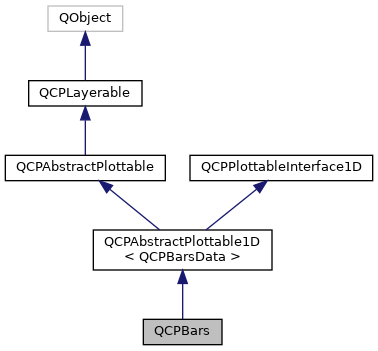 QObject
QCPLayerable
QCPAbstractPlottable
QCPPlottableInterface1D
QCPAbstractPlottable1D
< QCPBarsData >
QCPBars